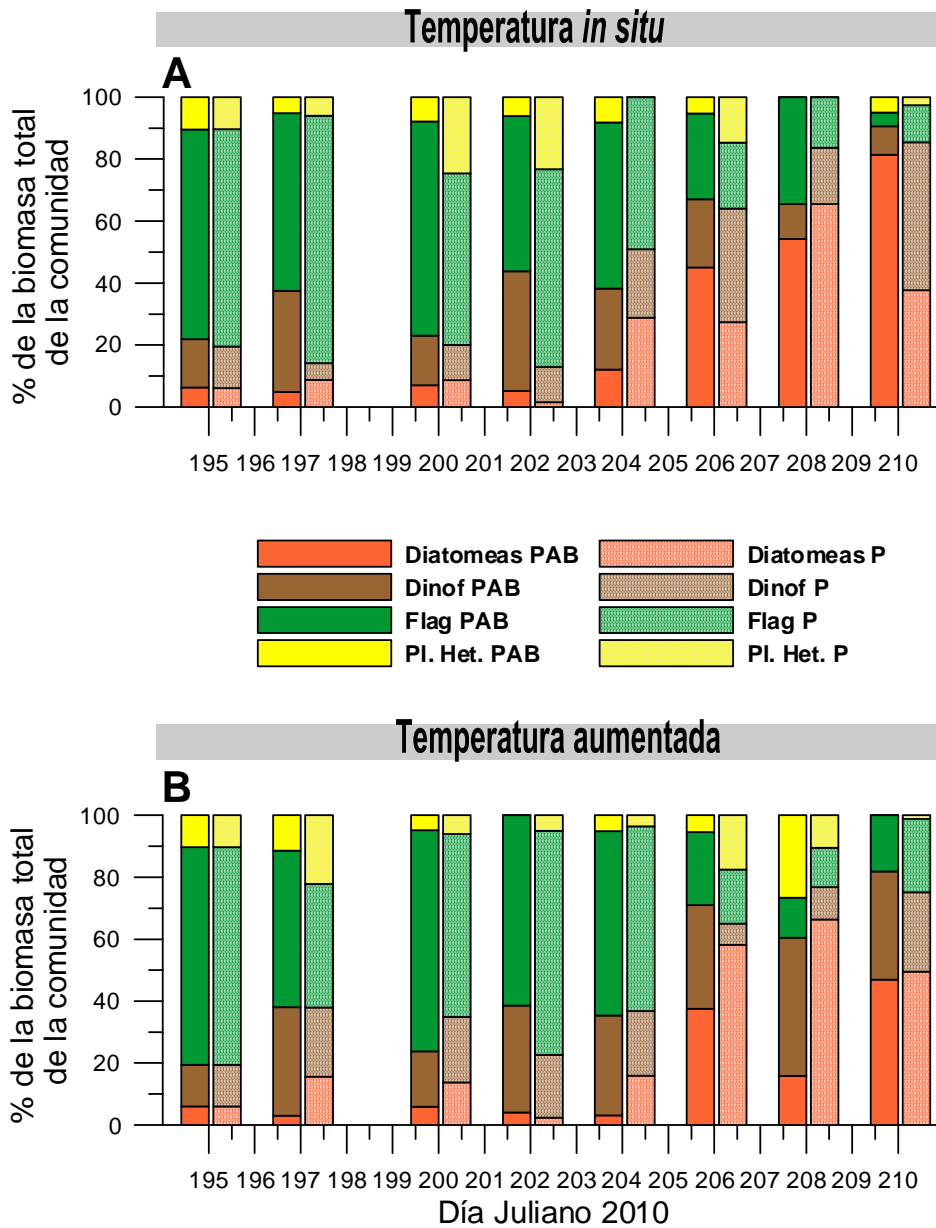 Temperatura in situ
A
% de la biomasa total
de la comunidad
100
80
60
40
20
0
195 196 197 198 199 200 201 202 203 204 205 206 207 208 209 210
Diatomeas PAB Diatomeas P
Dinof PAB Dinof P
Flag PAB Flag P
Pl. Het. PAB Pl. Het. P
Temperatura aumentada
B
% de la biomasa total
de la comunidad
100
80
60
40
20
0
195 196 197 198 199 200 201 202 203 204 205 206 207 208 209 210
Día Juliano 2010